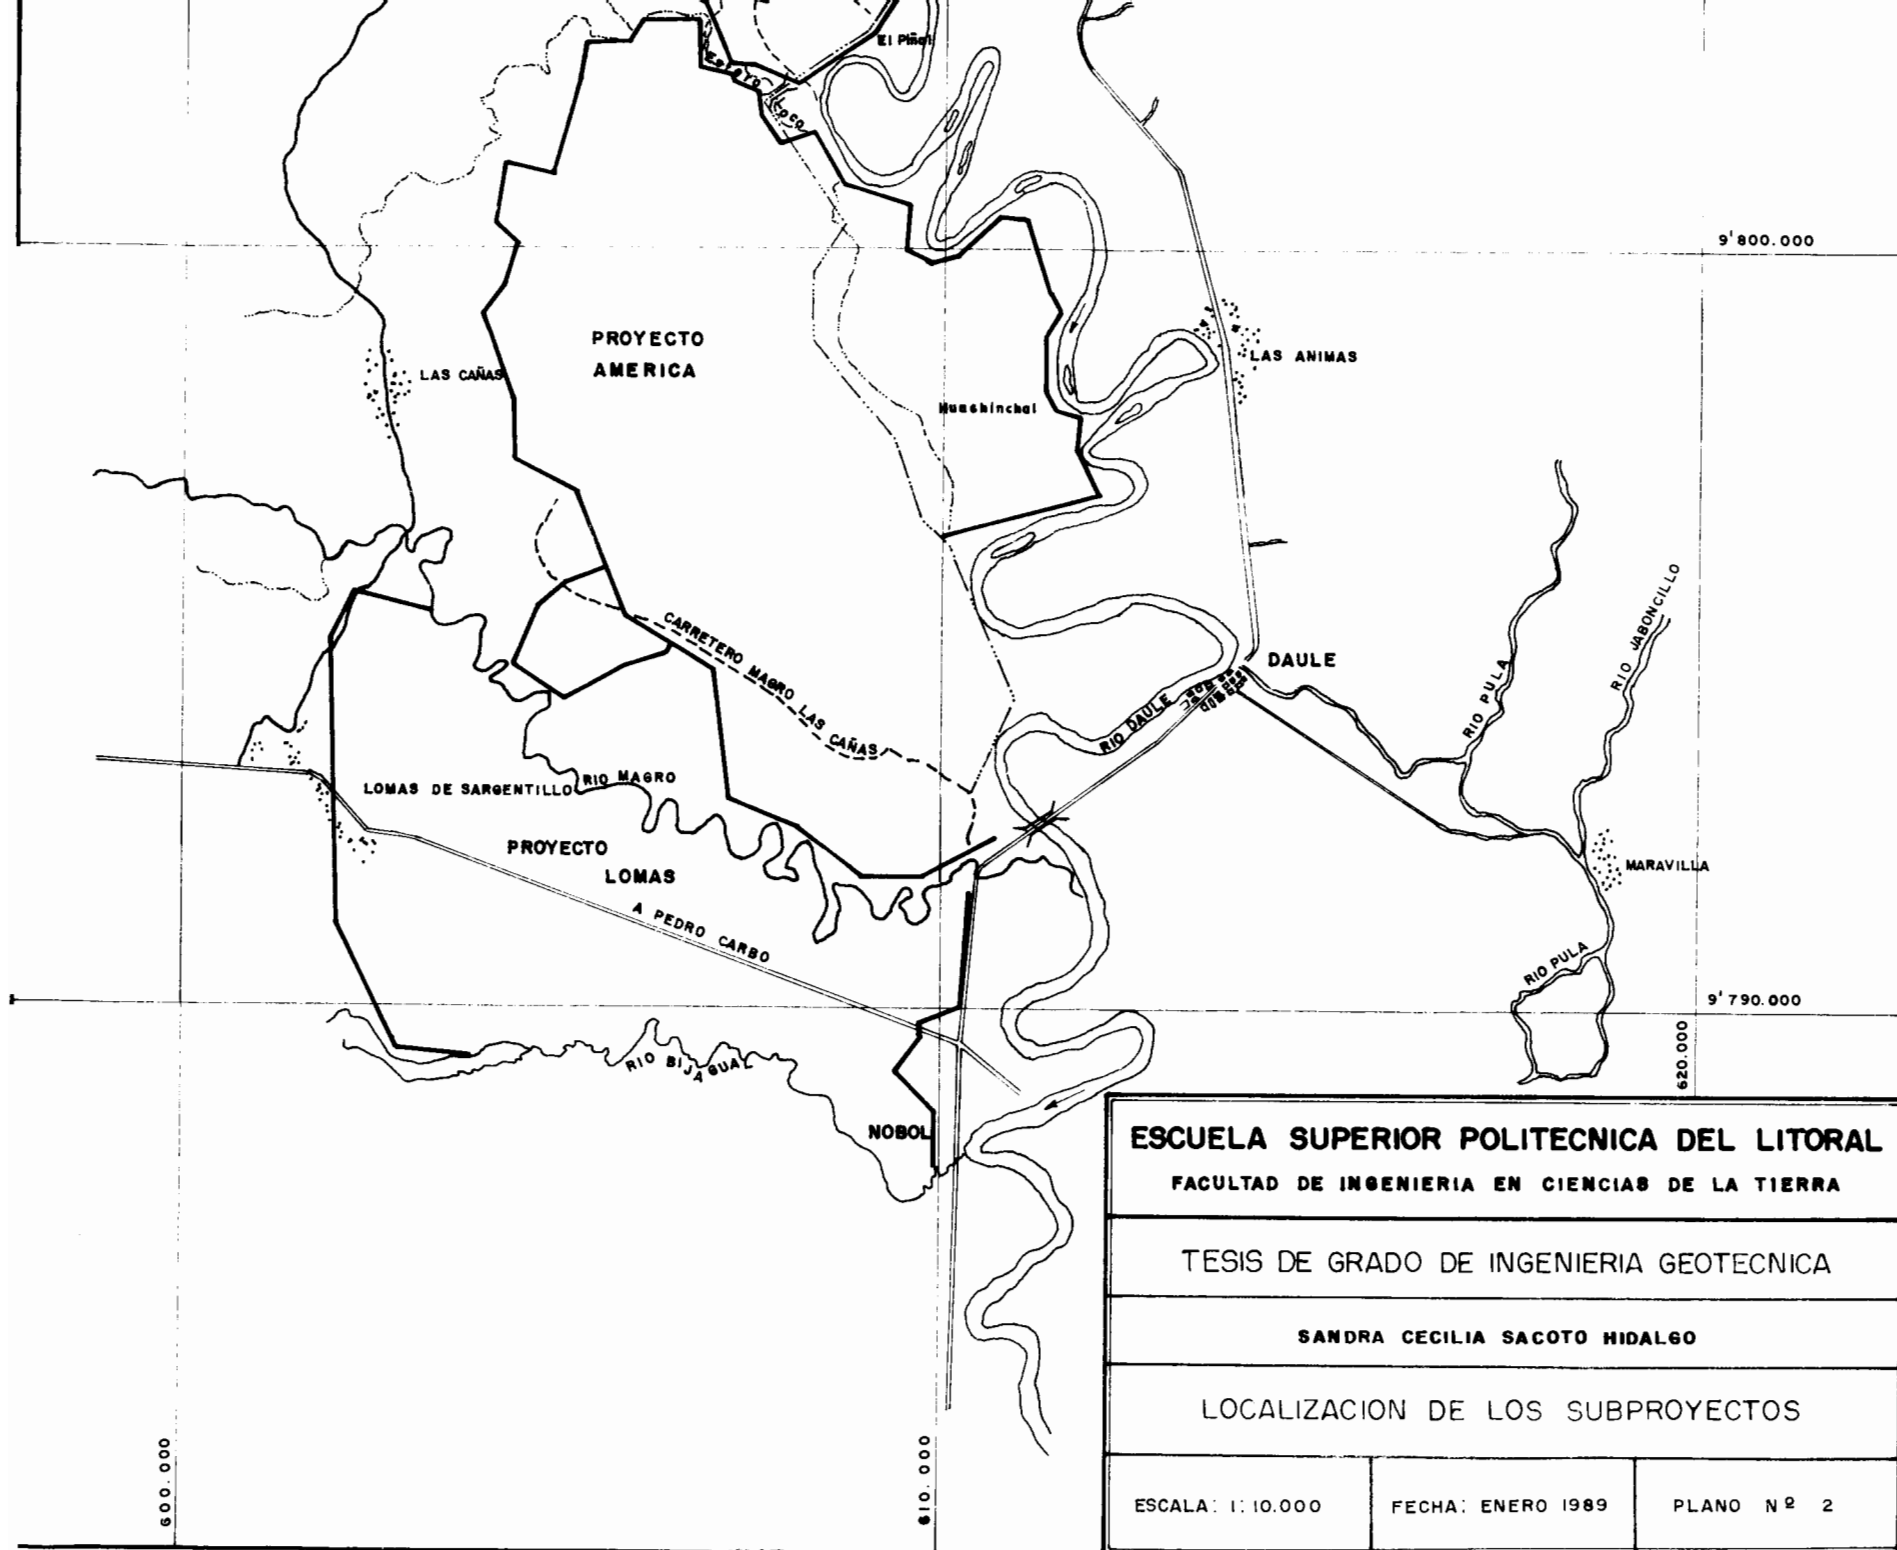 El Piñal
Estero
Loco
9'800.000
PROYECTO
AMERICA
LAS CAÑAS
LAS ANIMAS
Huashinchal
CARRETERO MAGRO LAS CAÑAS
DAULE
RIO DAULE
RIO PULA
RIO JABONCILLO
LOMAS DE SARGENTILLO
RIO MAGRO
PROYECTO
LOMAS
A PEDRO CARBO
MARAVILLA
RIO PULA
9'790.000
RIO BIJAGUAL
NOBOL
620.000
600.000
610.000
ESCUELA SUPERIOR POLITECNICA DEL LITORAL
FACULTAD DE INGENIERIA EN CIENCIAS DE LA TIERRA
TESIS DE GRADO DE INGENIERIA GEOTECNICA
SANDRA CECILIA SACOTO HIDALGO
LOCALIZACION DE LOS SUBPROYECTOS
ESCALA: 1:10.000
FECHA: ENERO 1989
PLANO Nº 2